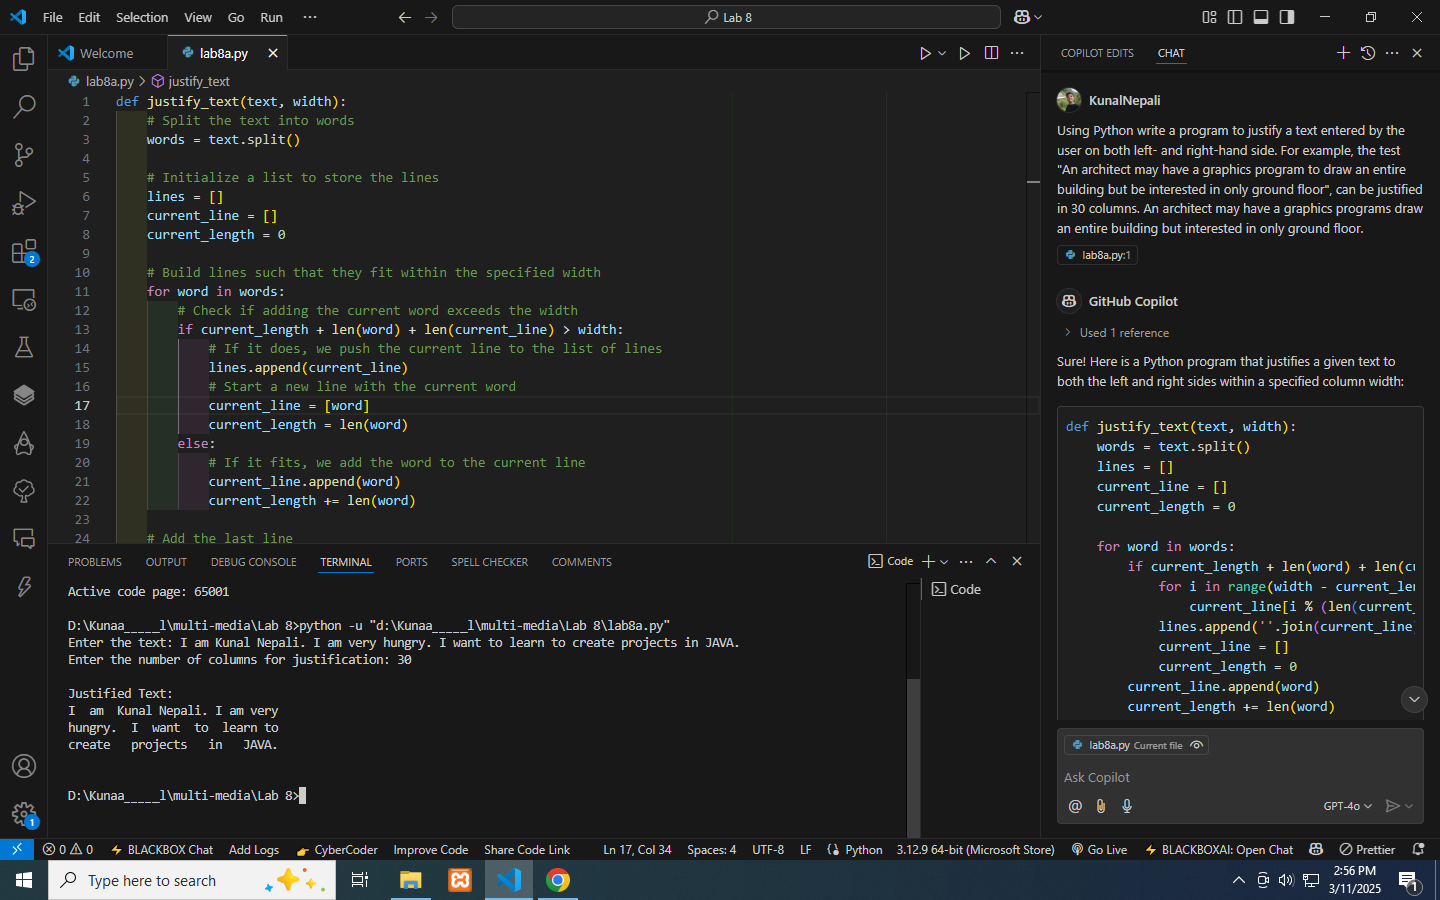 File Edit Selection View Go Run ···
Lab 8
Welcome
lab8a.py
lab8a.py > justify_text
1 def justify_text(text, width):
2 # Split the text into words
3 words = text.split()
4
5 # Initialize a list to store the lines
6 lines = []
7 current_line = []
8 current_length = 0
9
10 # Build lines such that they fit within the specified width
11 for word in words:
12 # Check if adding the current word exceeds the width
13 if current_length + len(word) + len(current_line) > width:
14 # If it does, we push the current line to the list of lines
15 lines.append(current_line)
16 # Start a new line with the current word
17 current_line = [word]
18 current_length = len(word)
19 else:
20 # If it fits, we add the word to the current line
21 current_line.append(word)
22 current_length += len(word)
23
24 # Add the last line
PROBLEMS OUTPUT DEBUG CONSOLE TERMINAL PORTS SPELL CHECKER COMMENTS
Code
Code
Active code page: 65001
D:\Kunaa_____l\multi-media\Lab 8>python -u "d:\Kunaa_____l\multi-media\Lab 8\lab8a.py"
Enter the text: I am Kunal Nepali. I am very hungry. I want to learn to create projects in JAVA.
Enter the number of columns for justification: 30
Justified Text:
I  am  Kunal Nepali. I am very
hungry.  I  want  to  learn to
create   projects   in   JAVA.
D:\Kunaa_____l\multi-media\Lab 8>
COPILOT EDITS CHAT
KunalNepali
Using Python write a program to justify a text entered by the
user on both left- and right-hand side. For example, the test
"An architect may have a graphics program to draw an entire
building but be interested in only ground floor", can be justified
in 30 columns. An architect may have a graphics programs draw
an entire building but interested in only ground floor.
lab8a.py:1
GitHub Copilot
Used 1 reference
Sure! Here is a Python program that justifies a given text to
both the left and right sides within a specified column width:
def justify_text(text, width):
words = text.split()
lines = []
current_line = []
current_length = 0
for word in words:
if current_length + len(word) + len(cu
for i in range(width - current_len
current_line[i % (len(current_
lines.append(''.join(current_line)
current_line = []
current_length = 0
current_line.append(word)
current_length += len(word)
lab8a.py Current file
Ask Copilot
GPT-4o
0 0 BLACKBOX Chat Add Logs CyberCoder Improve Code Share Code Link Ln 17, Col 34 Spaces: 4 UTF-8 LF Python 3.12.9 64-bit (Microsoft Store) Go Live BLACKBOXAI: Open Chat Prettier
2
1
Type here to search
2:56 PM
3/11/2025
1